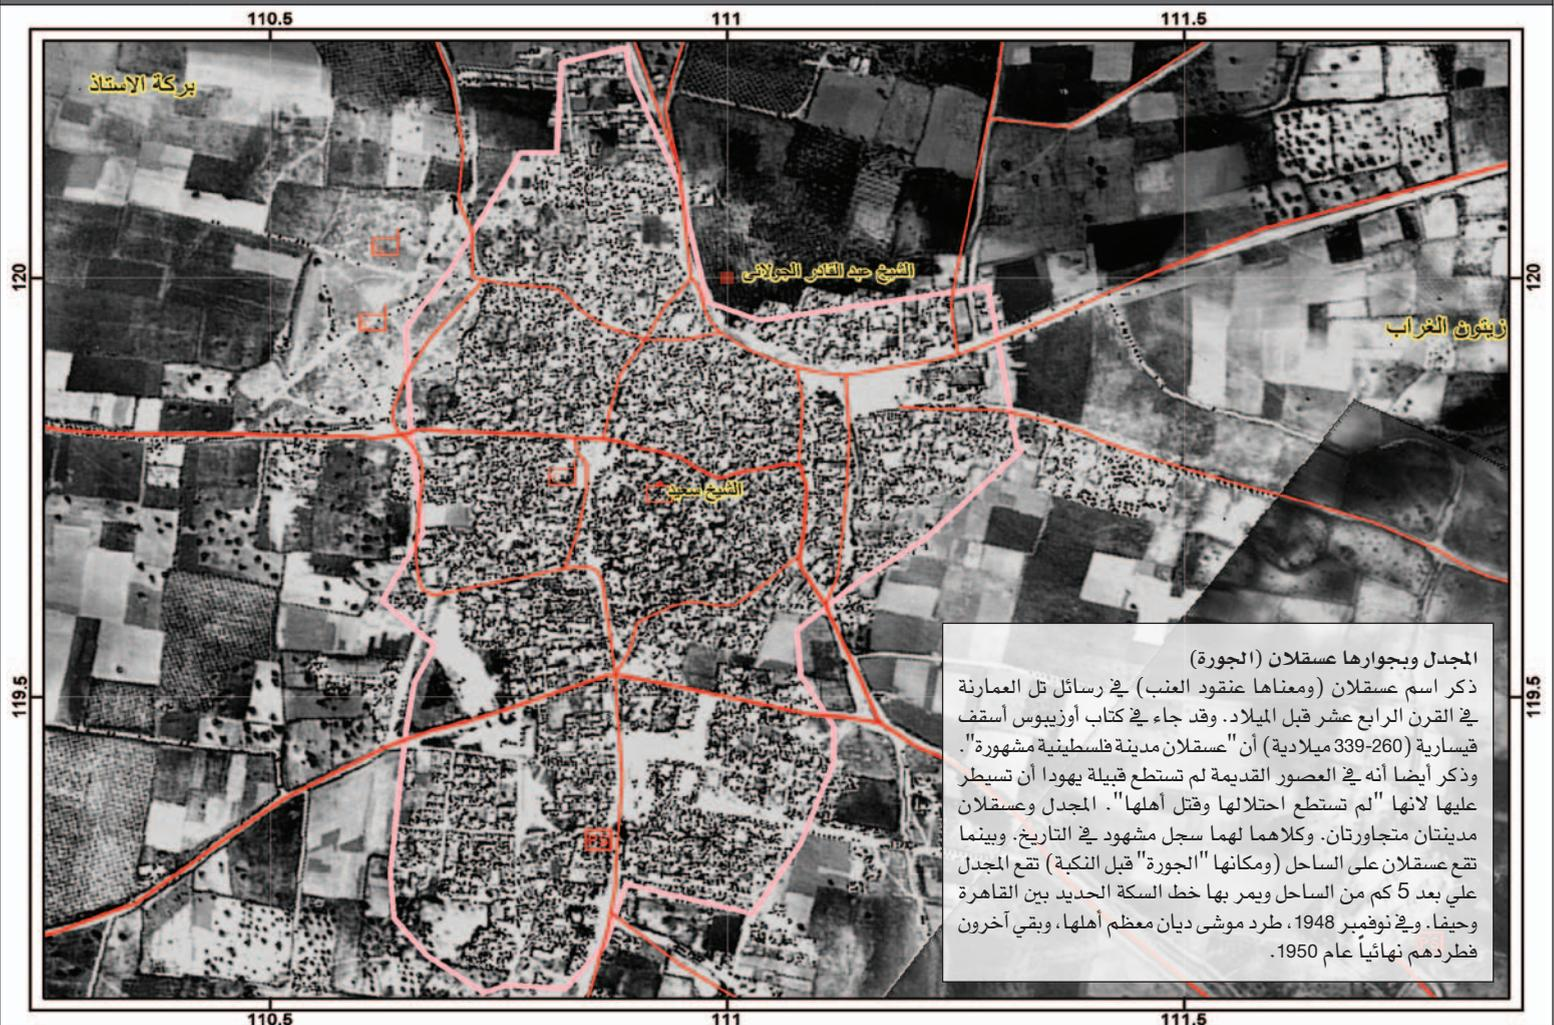 110.5
111
111.5
بركة الاستاذ
120
الشيخ عبد القادر الجولانى
120
زيتون الغراب
الشيخ سعيد
119.5
119.5
المجدل وبجوارها عسقلان (الجورة)
ذكر اسم عسقلان (ومعناها عنقود العنب) في رسائل تل العمارنة
في القرن الرابع عشر قبل الميلاد. وقد جاء في كتاب أوزيبوس أسقف
قيسارية (260-339 ميلادية) أن "عسقلان مدينة فلسطينية مشهورة".
وذكر أيضا أنه في العصور القديمة لم تستطع قبيلة يهودا أن تسيطر
عليها لانها "لم تستطع احتلالها وقتل أهلها". المجدل وعسقلان
مدينتان متجاورتان. وكلاهما لهما سجل مشهود في التاريخ. وبينما
تقع عسقلان على الساحل (ومكانها "الجورة" قبل النكبة) تقع المجدل
علي بعد 5 كم من الساحل ويمر بها خط السكة الحديد بين القاهرة
وحيفا. وفي نوفمبر 1948، طرد موشى ديان معظم أهلها، وبقي آخرون
فطردهم نهائياً عام 1950.
110.5
111
111.5